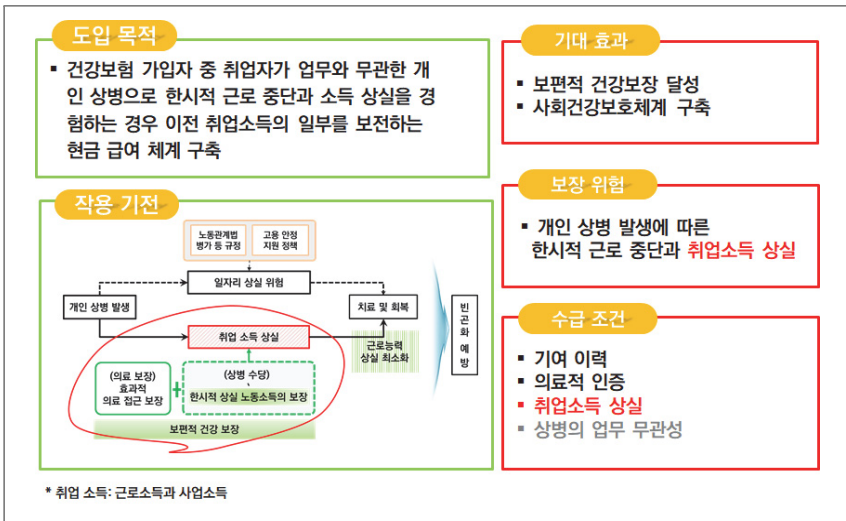 도입 목적
▪ 건강보험 가입자 중 취업자가 업무와 무관한 개
인 상병으로 한시적 근로 중단과 소득 상실을 경
험하는 경우 이전 취업소득의 일부를 보전하는
현금 급여 체계 구축
기대 효과
▪ 보편적 건강보장 달성
▪ 사회건강보호체계 구축
보장 위험
▪ 개인 상병 발생에 따른
한시적 근로 중단과 취업소득 상실
작용 기전
노동관계법
병가 등 규정
고용 안정
지원 정책
일자리 상실 위험
개인 상병 발생
치료 및 회복
취업 소득 상실
근로능력
상실 최소화
빈
곤
화
예
방
(의료 보장)
효과적
의료 접근 보장
+
(상병 수당)
한시적 상실 노동소득의 보장
보편적 건강 보장
수급 조건
▪ 기여 이력
▪ 의료적 인증
▪ 취업소득 상실
▪ 상병의 업무 무관성
* 취업 소득: 근로소득과 사업소득